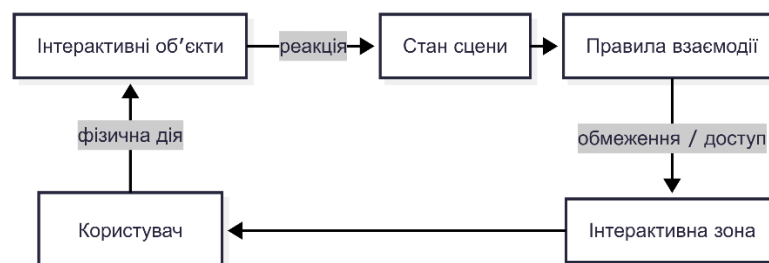 Інтерактивні об’єкти
реакція
Стан сцени
Правила взаємодії
фізична дія
обмеження / доступ
Користувач
Інтерактивна зона